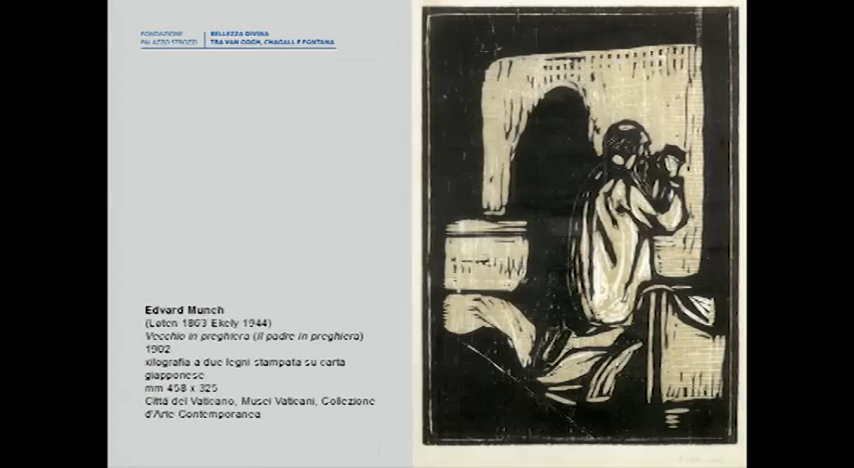 FONDAZIONE
PALAZZO STROZZI
BELLEZZA DIVINA
TRA VAN GOGH, CHAGALL E FONTANA
Edvard Munch
(Løten 1863 Ekely 1944)
Vecchio in preghiera (Il padre in preghiera)
1902
xilografia a due legni stampata su carta
giapponese
mm 458 x 325
Città del Vaticano, Musei Vaticani, Collezione
d'Arte Contemporanea